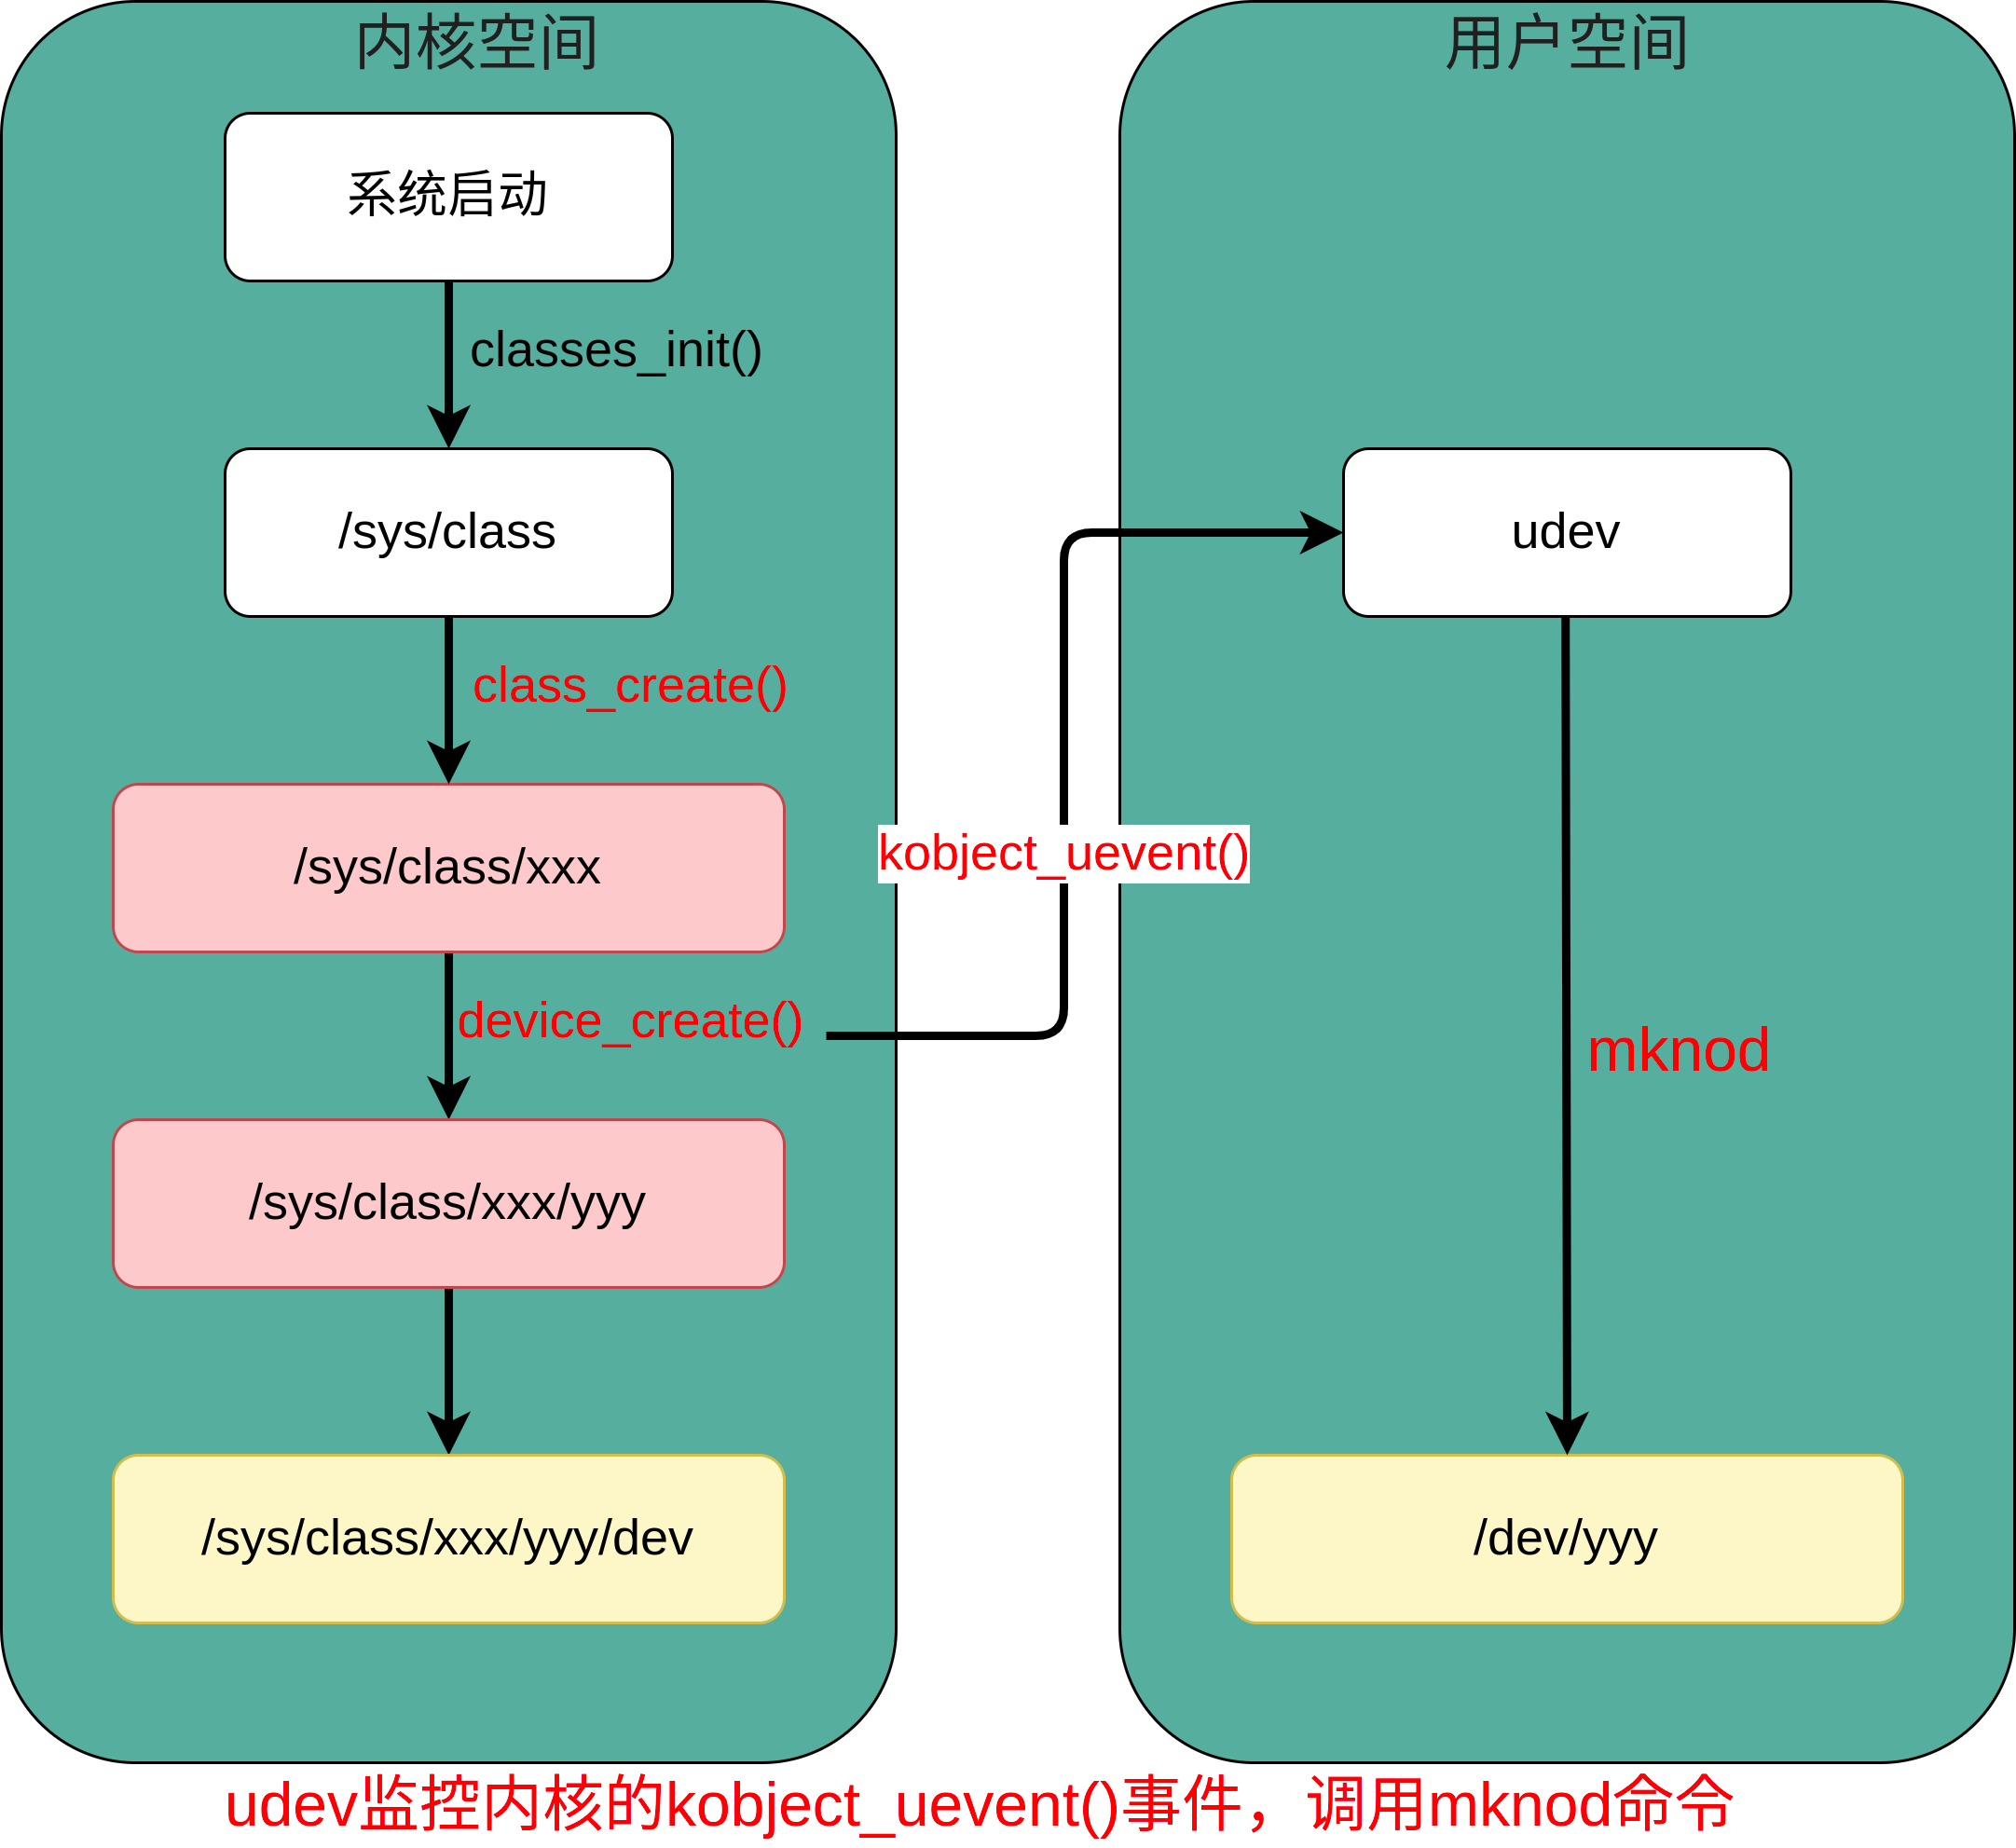 内核空间
系统启动
classes_init()
/sys/class
class_create()
/sys/class/xxx
device_create()
/sys/class/xxx/yyy
/sys/class/xxx/yyy/dev
kobject_uevent()
用户空间
udev
mknod
/dev/yyy
udev监控内核的kobject_uevent()事件，调用mknod命令